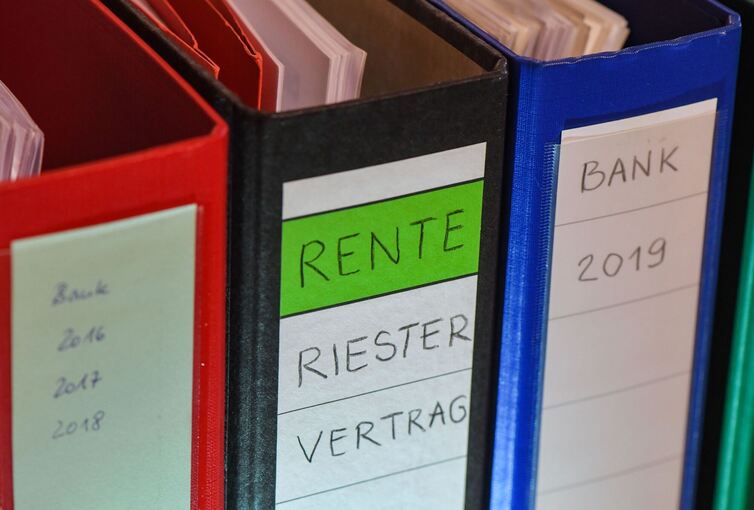 Bank
2016
2017
2018
RENTE
RIESTER
VERTRAG
BANK
2019